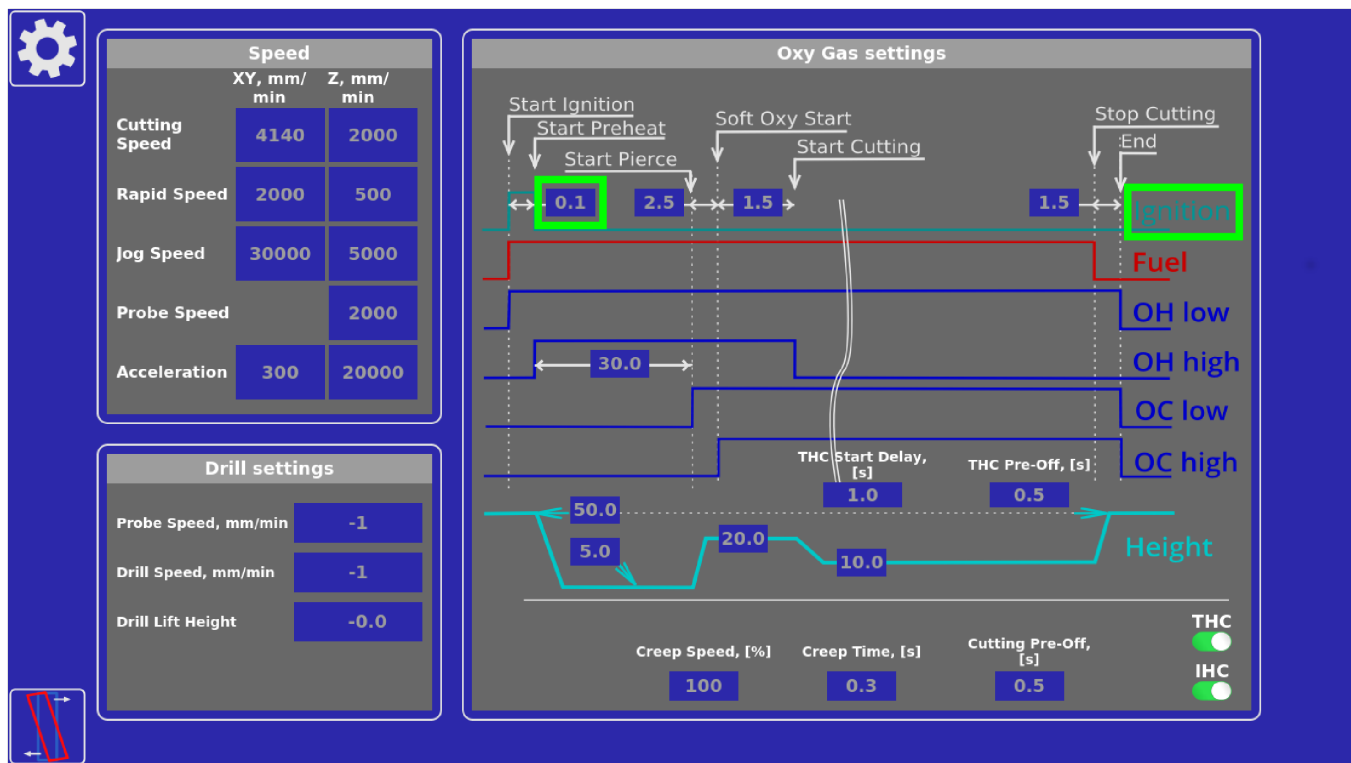 Speed
XY, mm/
min
Z, mm/
min
Cutting
Speed
4140
2000
Rapid Speed
2000
500
Jog Speed
30000
5000
Probe Speed
2000
Acceleration
300
20000
Drill settings
Probe Speed, mm/min
-1
Drill Speed, mm/min
-1
Drill Lift Height
-0.0
Oxy Gas settings
Start Ignition
Start Preheat
Start Pierce
Soft Oxy Start
Start Cutting
Stop Cutting
End
0.1
2.5
1.5
1.5
Ignition
Fuel
OH low
30.0
OH high
OC low
OC high
THC Start Delay,
[s]
1.0
THC Pre-Off, [s]
0.5
50.0
5.0
20.0
10.0
Height
Creep Speed, [%]
100
Creep Time, [s]
0.3
Cutting Pre-Off,
[s]
0.5
THC
IHC